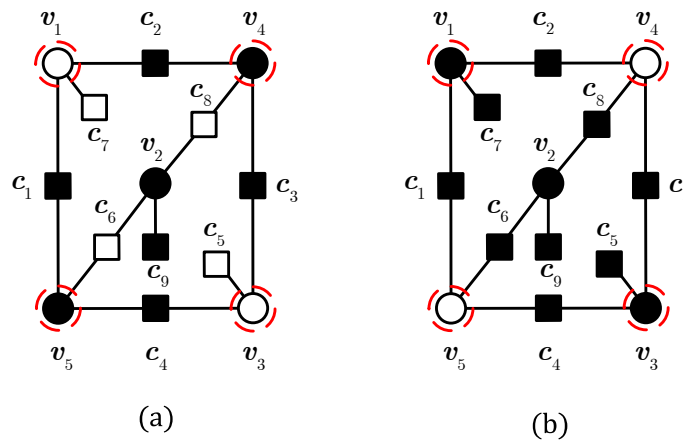 v₁ c₂ v₄ v₁ c₂ v₄
c₈ c₈
c₇ c₇
v₂ v₂
c₁ c₃ c₁ c
c₆ c₆
c₅ c₅
c₉ c₉
v₅ c₄ v₃ v₅ c₄ v₃
(a) (b)